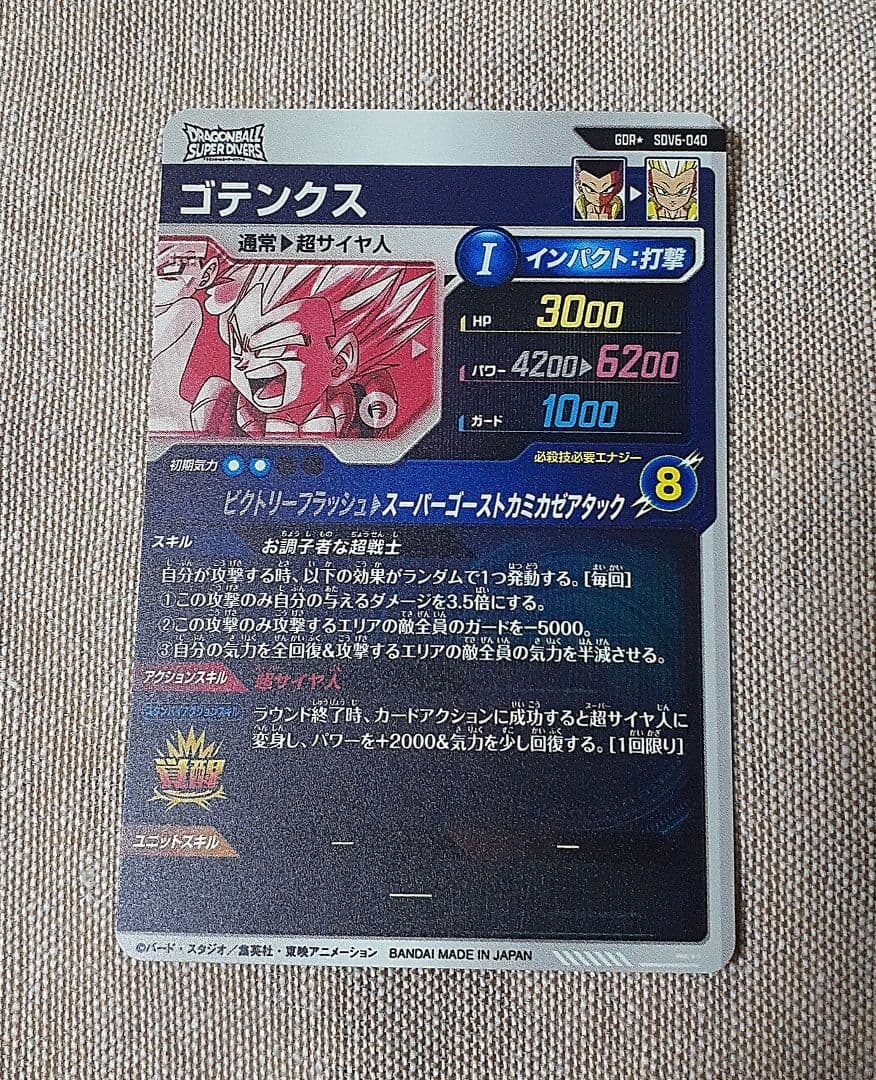 DRAGONBALL
SUPER DIVERS
GDR★ SDV6-040
ゴテンクス
通常▶超サイヤ人
I インパクト:打撃
HP 3000
パワー 4200▶6200
ガード 1000
初期気力
必殺技必要エナジー
8
ビクトリーフラッシュ▶スーパーゴーストカミカゼアタック
スキル
お調子者な超戦士
自分が攻撃する時、以下の効果がランダムで1つ発動する。[毎回]
①この攻撃のみ自分の与えるダメージを3.5倍にする。
②この攻撃のみ攻撃するエリアの敵全員のガードを-5000。
③自分の気力を全回復&攻撃するエリアの敵全員の気力を半減させる。
アクションスキル
超サイヤ人
ラウンド終了時、カードアクションに成功すると超サイヤ人に
変身し、パワーを+2000&気力を少し回復する。[1回限り]
覚醒
ユニットスキル
—
—
—
©バード・スタジオ/集英社・東映アニメーション BANDAI MADE IN JAPAN